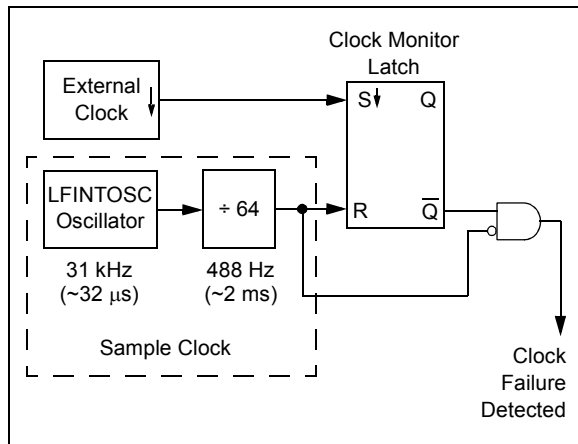 Clock Monitor
Latch
External
Clock
S
Q
LFINTOSC
Oscillator
÷ 64
R
Q̅
31 kHz
(~32 μs)
488 Hz
(~2 ms)
Sample Clock
Clock
Failure
Detected